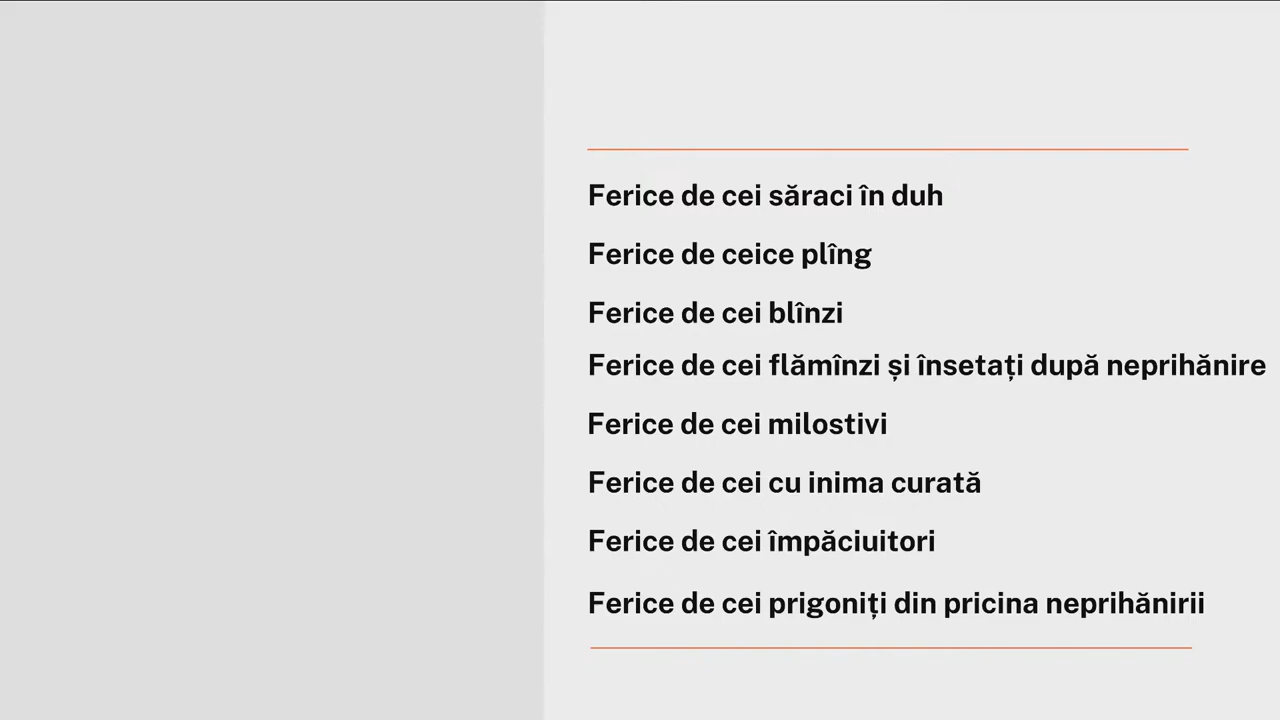 Ferice de cei săraci în duh
Ferice de ceice plîng
Ferice de cei blînzi
Ferice de cei flămînzi și însetați după neprihănire
Ferice de cei milostivi
Ferice de cei cu inima curată
Ferice de cei împăciuitori
Ferice de cei prigoniți din pricina neprihănirii